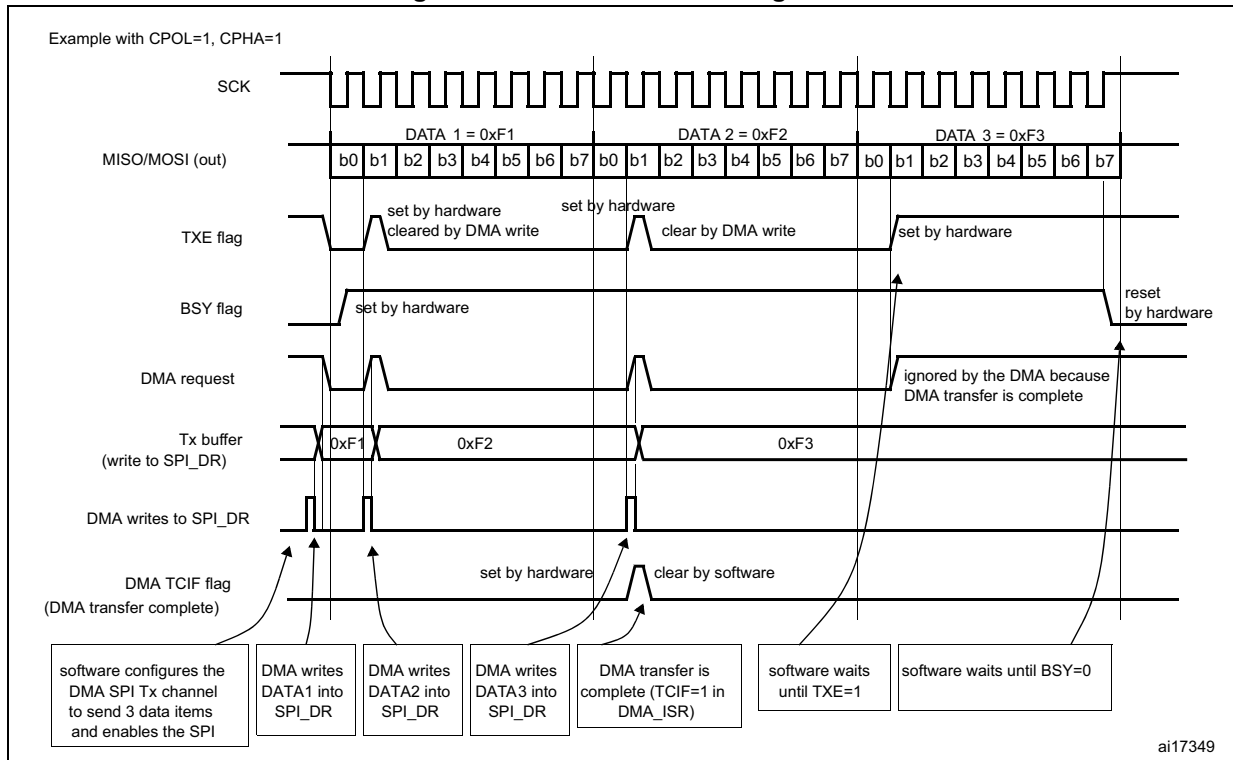 Example with CPOL=1, CPHA=1
SCK
DATA 1 = 0xF1
DATA 2 = 0xF2
DATA 3 = 0xF3
MISO/MOSI (out)
b0 b1 b2 b3 b4 b5 b6 b7 b0 b1 b2 b3 b4 b5 b6 b7 b0 b1 b2 b3 b4 b5 b6 b7
TXE flag
set by hardware
cleared by DMA write
set by hardware
clear by DMA write
set by hardware
BSY flag
set by hardware
reset
by hardware
DMA request
ignored by the DMA because
DMA transfer is complete
Tx buffer
(write to SPI_DR)
0xF1
0xF2
0xF3
DMA writes to SPI_DR
DMA TCIF flag
(DMA transfer complete)
set by hardware
clear by software
software configures the
DMA SPI Tx channel
to send 3 data items
and enables the SPI
DMA writes
DATA1 into
SPI_DR
DMA writes
DATA2 into
SPI_DR
DMA writes
DATA3 into
SPI_DR
DMA transfer is
complete (TCIF=1 in
DMA_ISR)
software waits
until TXE=1
software waits until BSY=0
ai17349